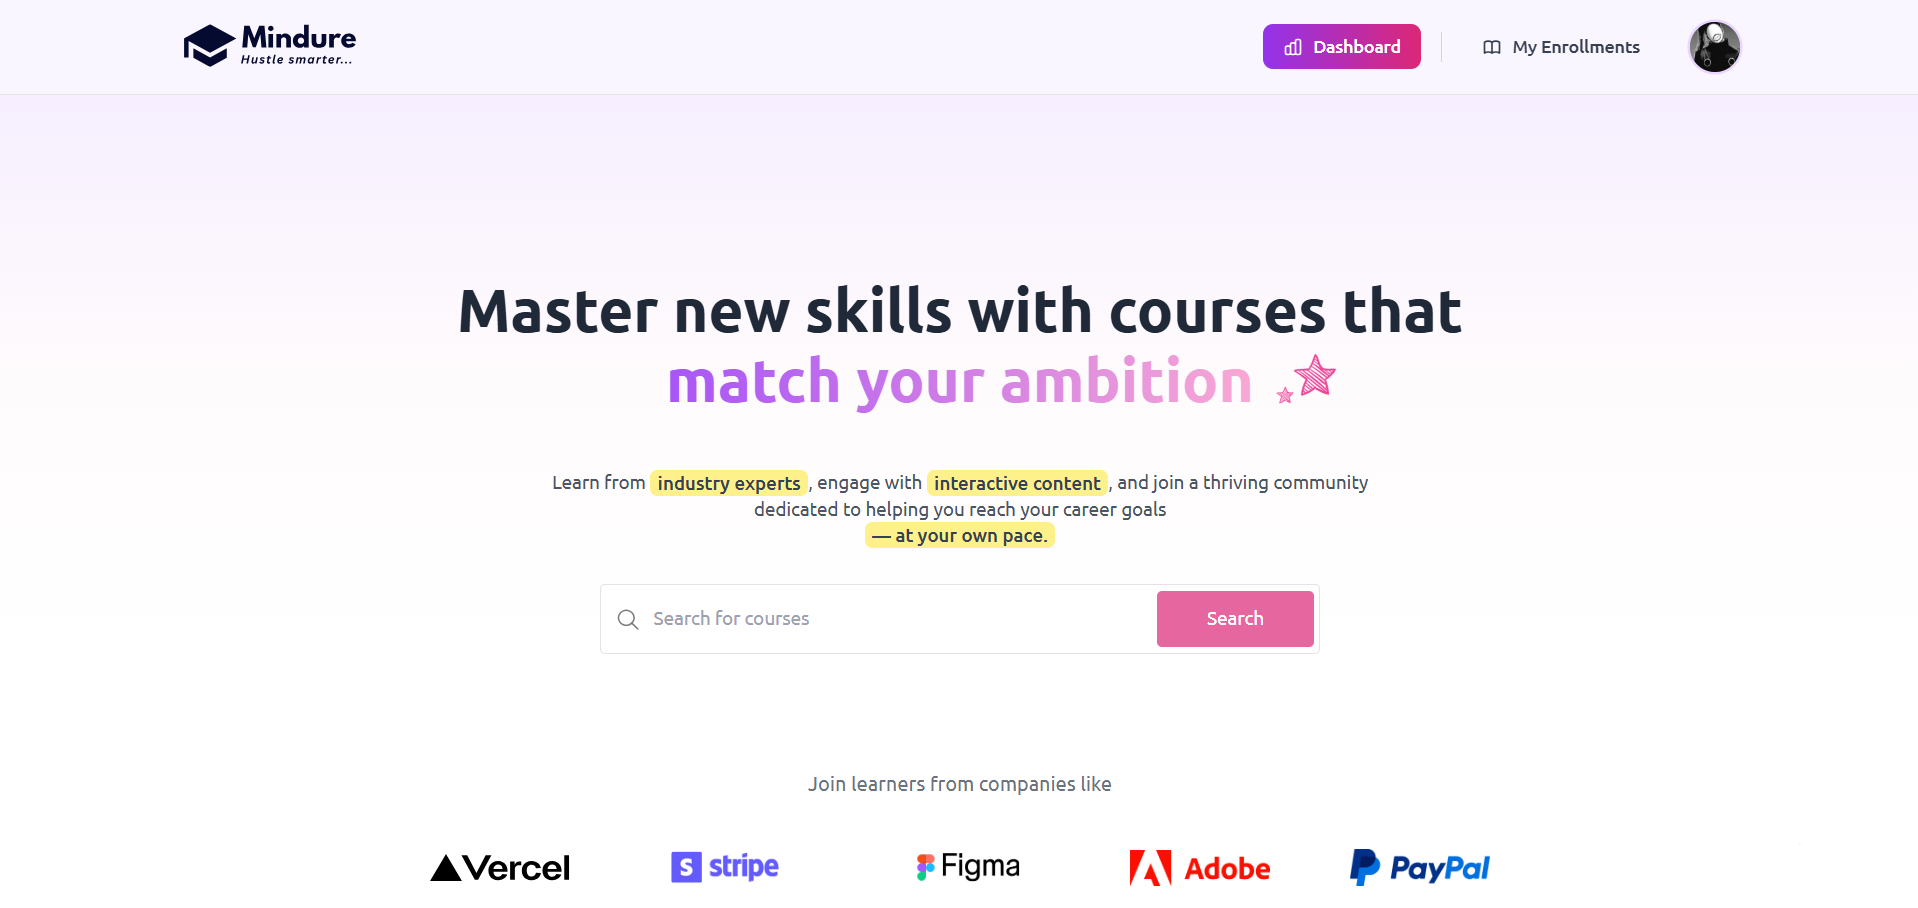 Mindure
Hustle smarter...
Dashboard
My Enrollments
Master new skills with courses that
match your ambition
Learn from industry experts, engage with interactive content, and join a thriving community
dedicated to helping you reach your career goals
— at your own pace.
Search for courses
Search
Join learners from companies like
Vercel
S stripe
Figma
Adobe
PayPal